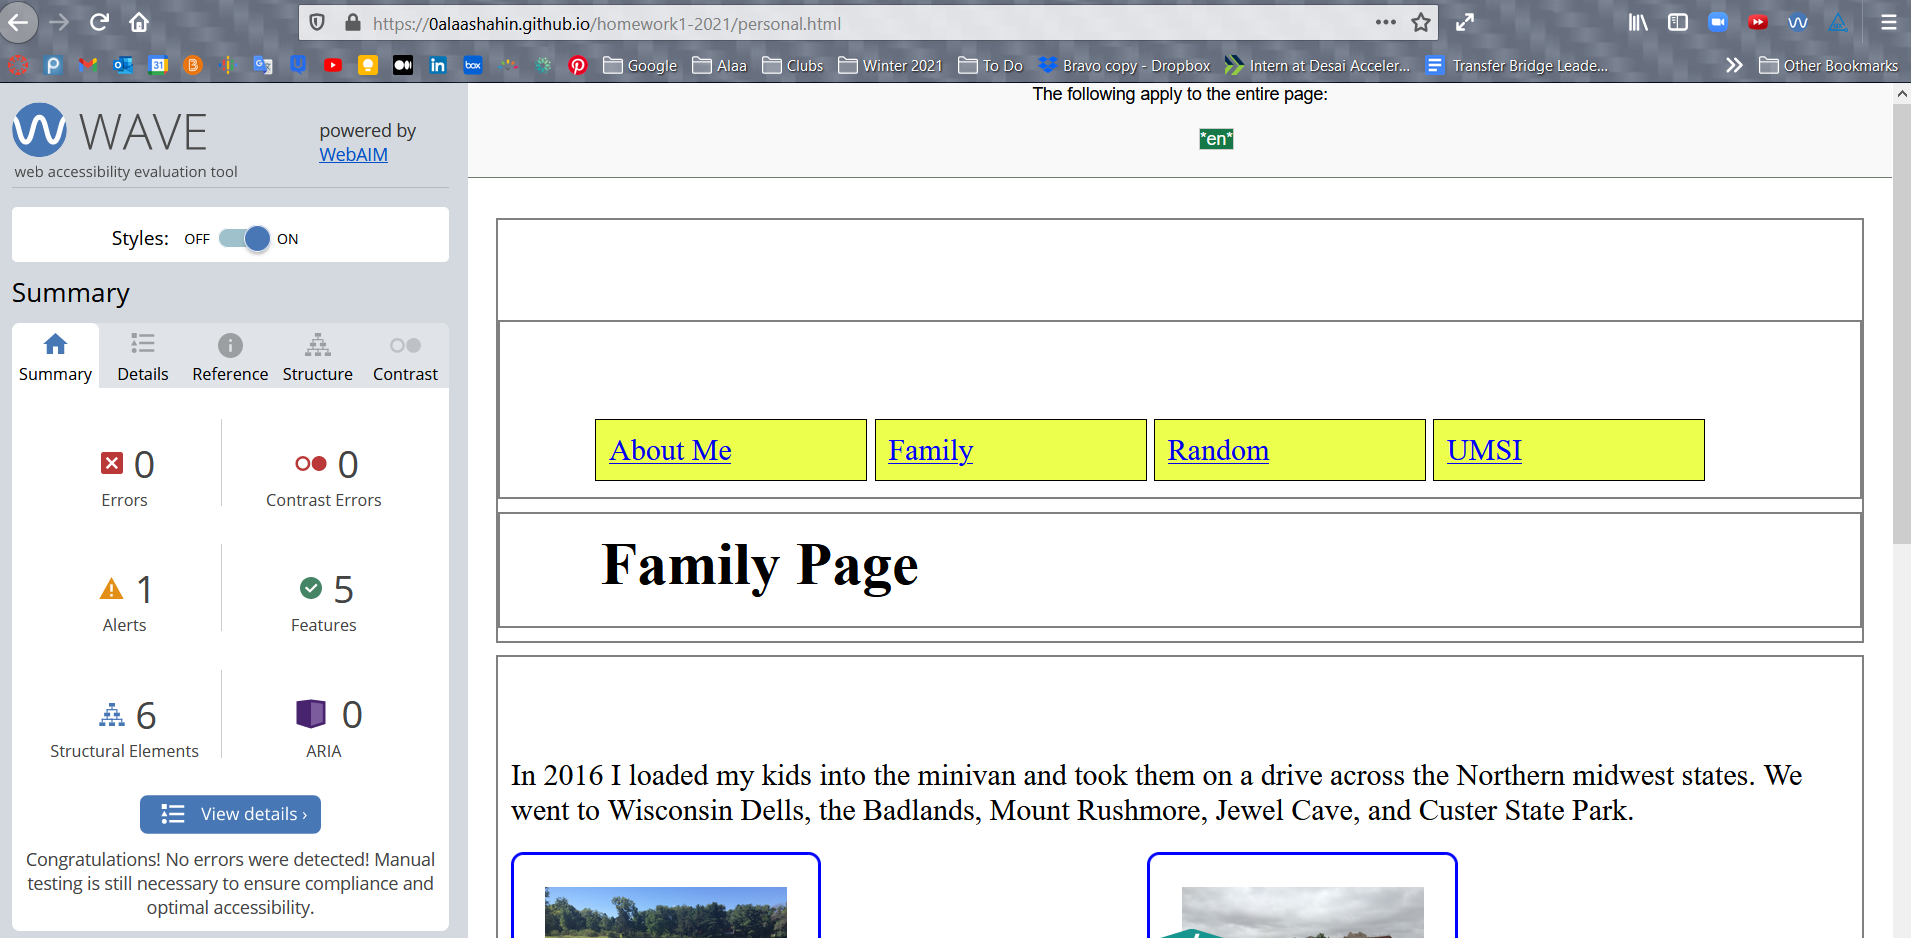 https://0alaashahin.github.io/homework1-2021/personal.html
31
box
Google
Alaa
Clubs
Winter 2021
To Do
Bravo copy - Dropbox
Intern at Desai Acceler...
Transfer Bridge Leade...
Other Bookmarks
WAVE
powered by
WebAIM
web accessibility evaluation tool
Styles: OFF ON
Summary
Summary Details Reference Structure Contrast
0 0
Errors Contrast Errors
1 5
Alerts Features
6 0
Structural Elements ARIA
View details ›
Congratulations! No errors were detected! Manual
testing is still necessary to ensure compliance and
optimal accessibility.
The following apply to the entire page:
*en*
About Me Family Random UMSI
Family Page
In 2016 I loaded my kids into the minivan and took them on a drive across the Northern midwest states. We
went to Wisconsin Dells, the Badlands, Mount Rushmore, Jewel Cave, and Custer State Park.